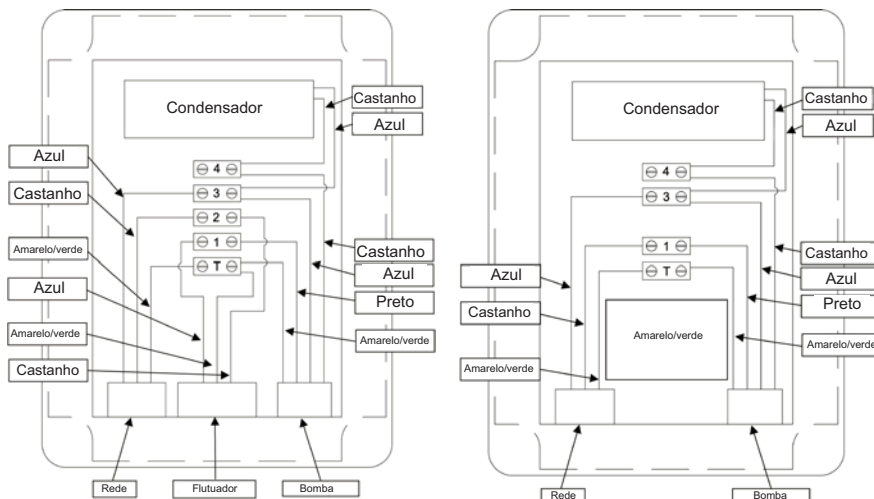 Condensador
Castanho
Azul
Azul
Castanho
Amarelo/verde
Azul
Amarelo/verde
Castanho
4
3
2
1
T
Castanho
Azul
Preto
Amarelo/verde
Rede
Flutuador
Bomba
Condensador
Castanho
Azul
4
3
1
T
Azul
Castanho
Amarelo/verde
Amarelo/verde
Castanho
Azul
Preto
Amarelo/verde
Rede
Bomba